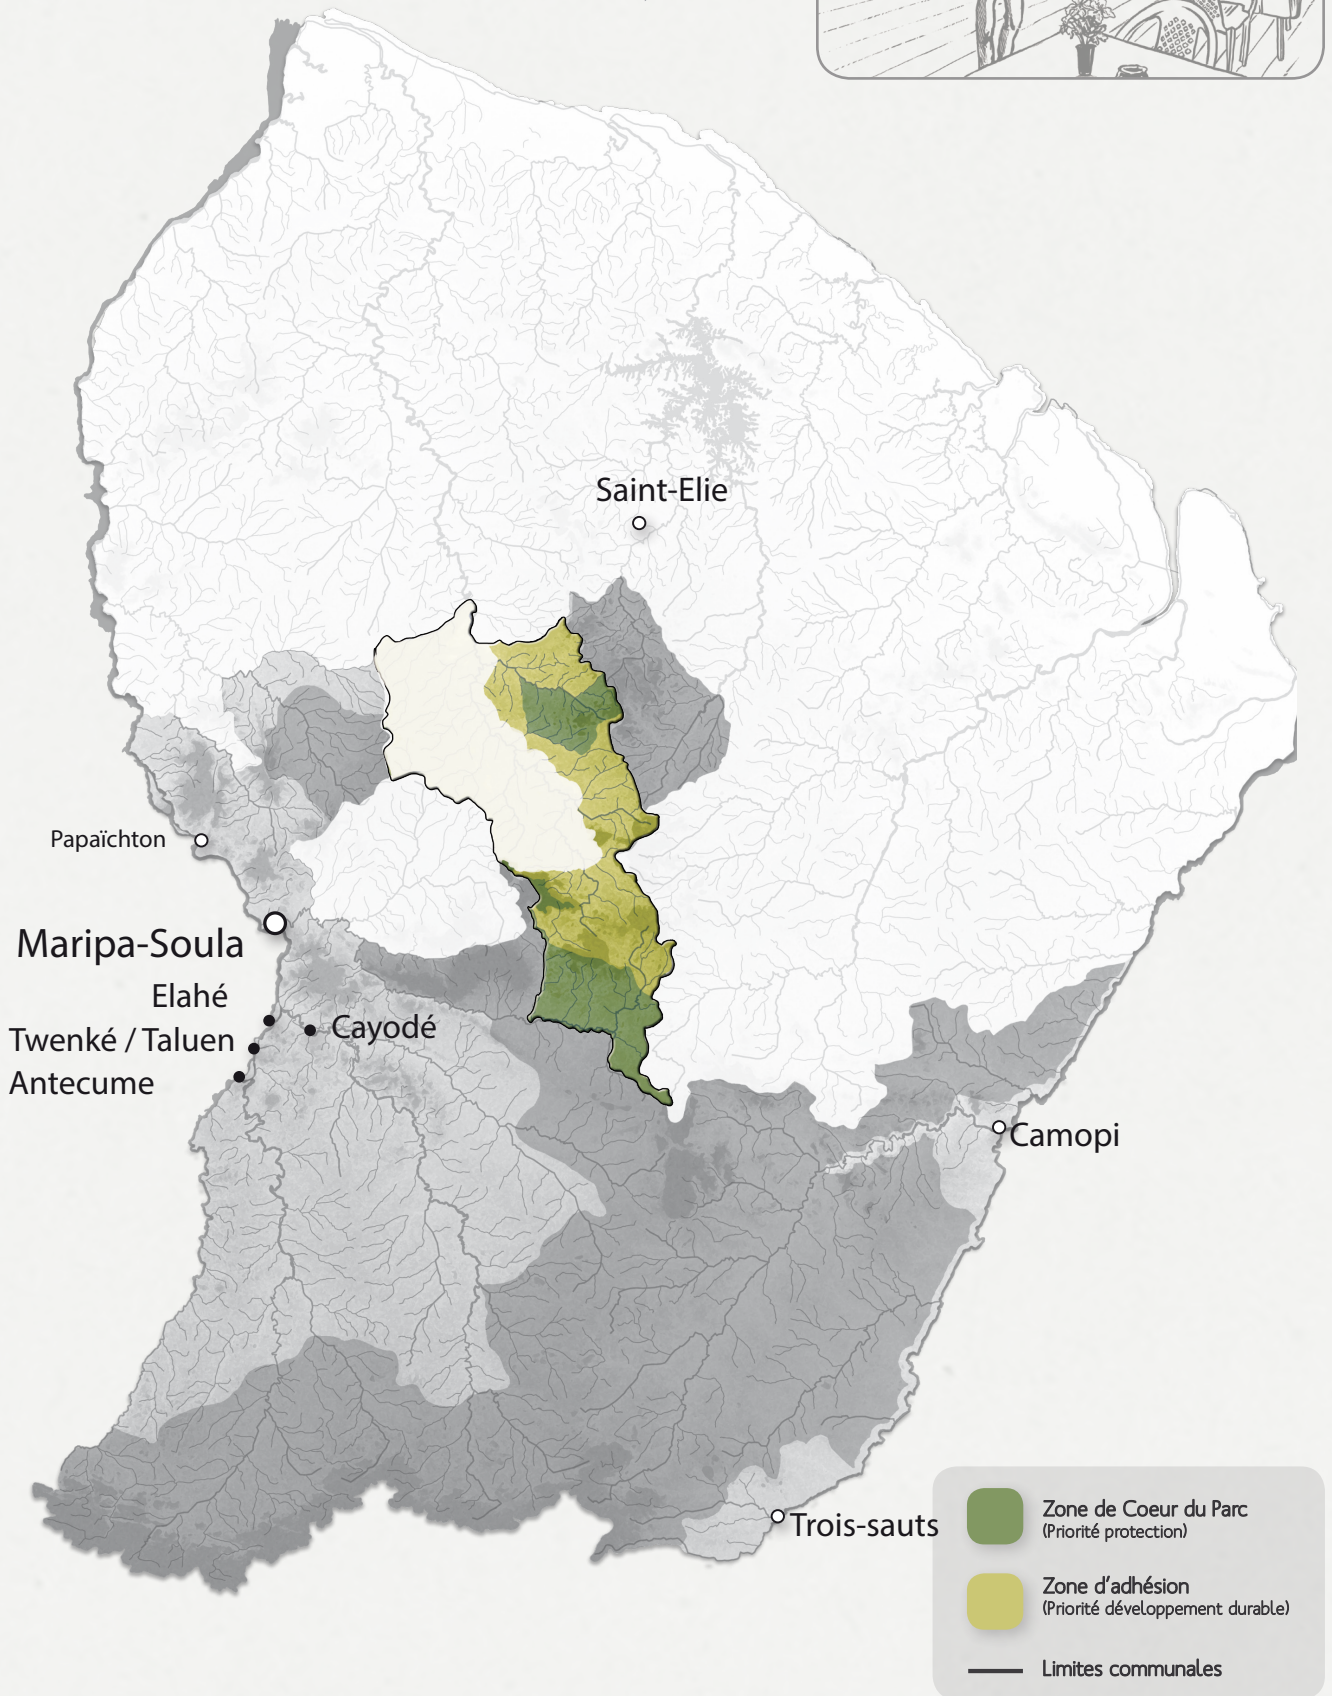 Saint-Elie
Papaïchton
Maripa-Soula
Elahé
Cayodé
Twenké / Taluen
Antecume
Camopi
Trois-sauts
Zone de Coeur du Parc
(Priorité protection)
Zone d'adhésion
(Priorité développement durable)
Limites communales